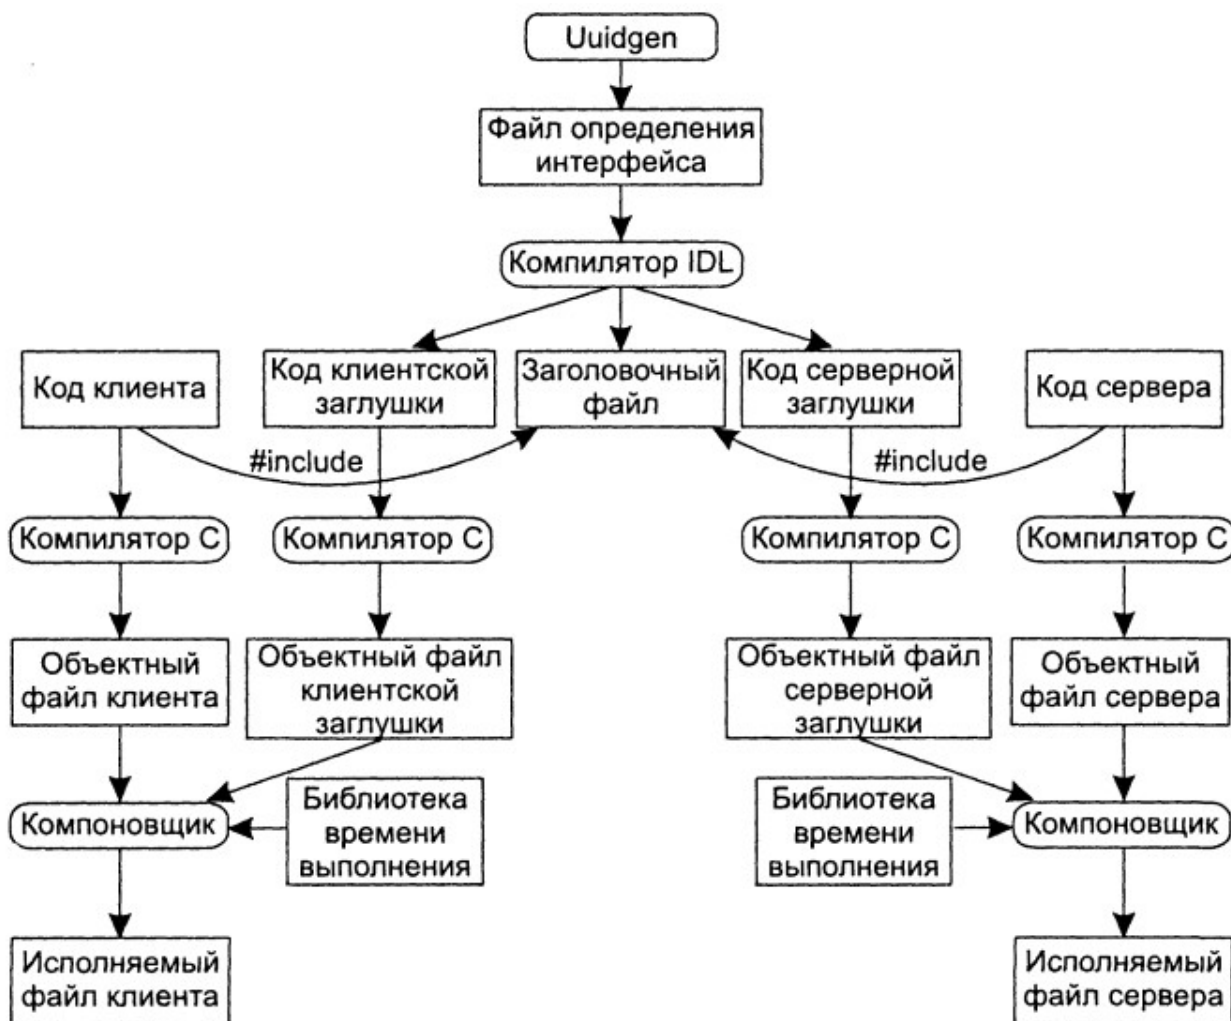 Uuidgen
Файл определения
интерфейса
Компилятор IDL
Код клиента
Код клиентской
заглушки
Заголовочный
файл
Код серверной
заглушки
Код сервера
#include
#include
Компилятор C
Компилятор C
Компилятор C
Компилятор C
Объектный
файл клиента
Объектный файл
клиентской
заглушки
Объектный файл
серверной
заглушки
Объектный
файл сервера
Компоновщик
Библиотека
времени
выполнения
Библиотека
времени
выполнения
Компоновщик
Исполняемый
файл клиента
Исполняемый
файл сервера